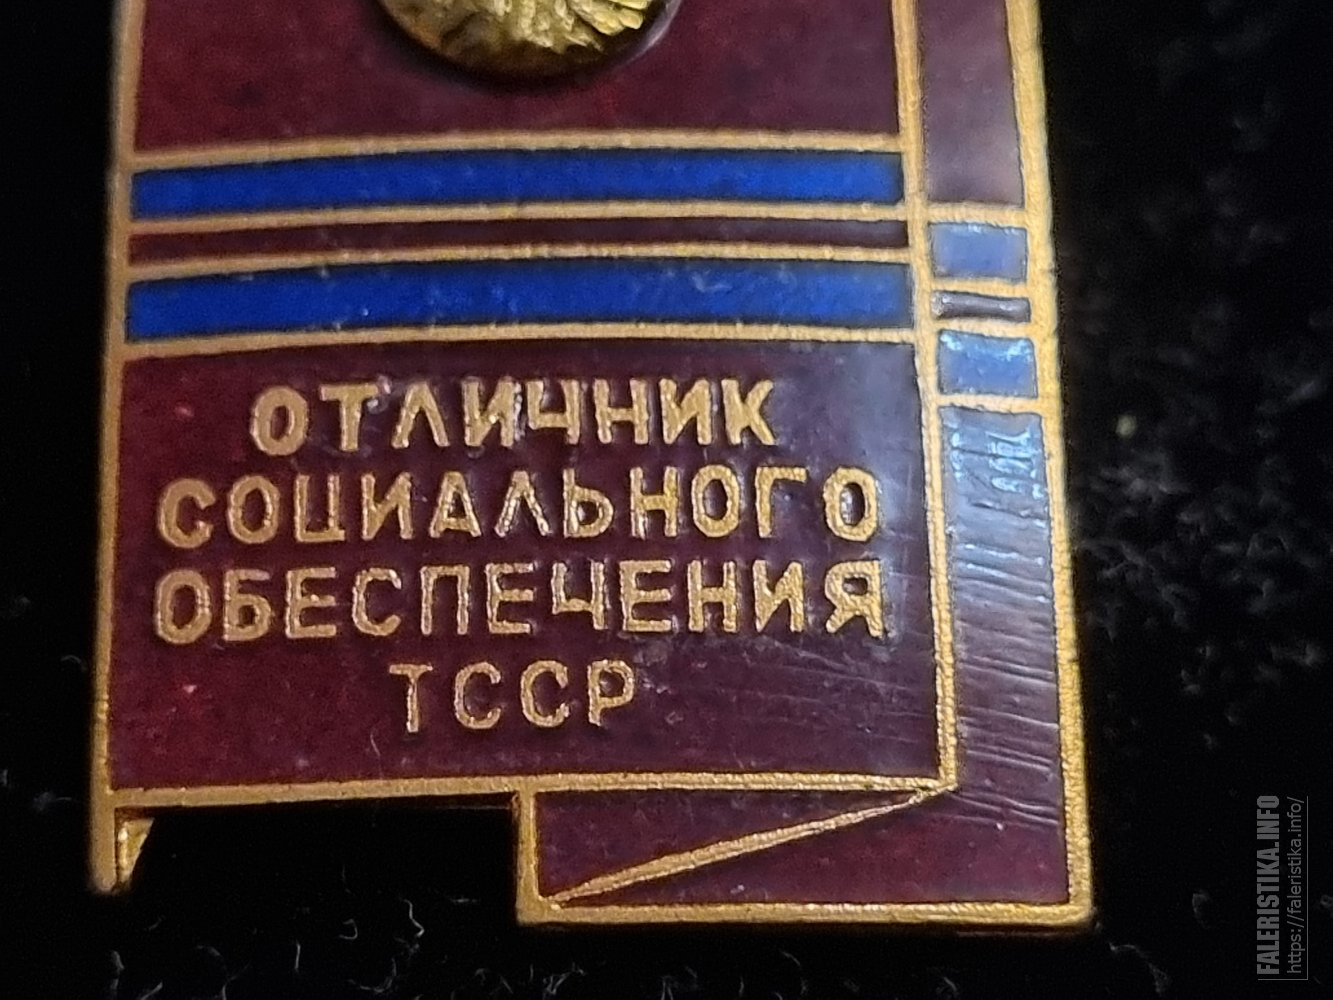 ОТЛИЧНИК
СОЦИАЛЬНОГО
ОБЕСПЕЧЕНИЯ
ТССР
FALERISTIKA.INFO
https://faleristika.info/